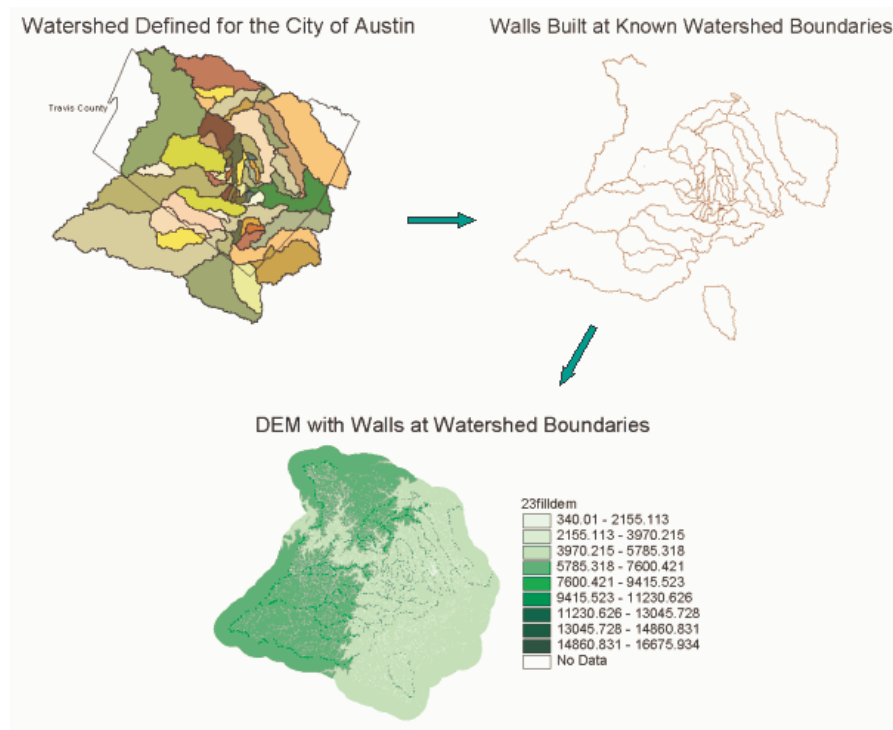 Watershed Defined for the City of Austin
Walls Built at Known Watershed Boundaries
Travis County
DEM with Walls at Watershed Boundaries
23filldem
340.01 - 2155.113
2155.113 - 3970.215
3970.215 - 5785.318
5785.318 - 7600.421
7600.421 - 9415.523
9415.523 - 11230.626
11230.626 - 13045.728
13045.728 - 14860.831
14860.831 - 16675.934
No Data